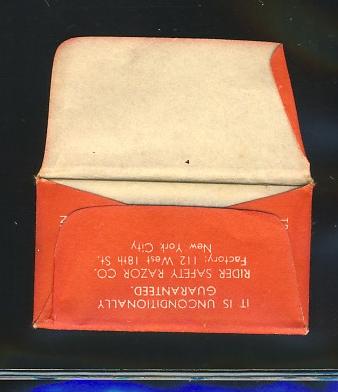 IT IS UNCONDITIONALLY
GUARANTEED.
RIDER SAFETY RAZOR CO.
Factory: 112 West 18th St.
New York City